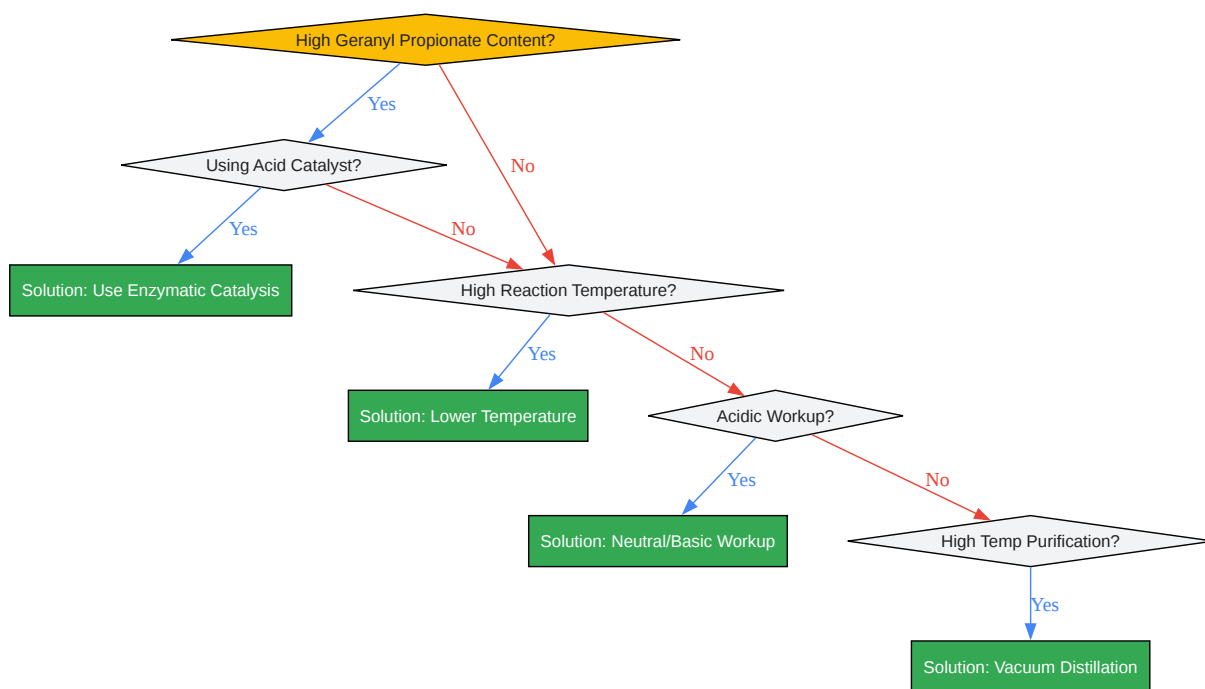 High Geranyl Propionate Content?
Yes
Using Acid Catalyst?
No
Yes
No
Solution: Use Enzymatic Catalysis
High Reaction Temperature?
Yes
No
Solution: Lower Temperature
Acidic Workup?
Yes
No
Solution: Neutral/Basic Workup
High Temp Purification?
Yes
Solution: Vacuum Distillation